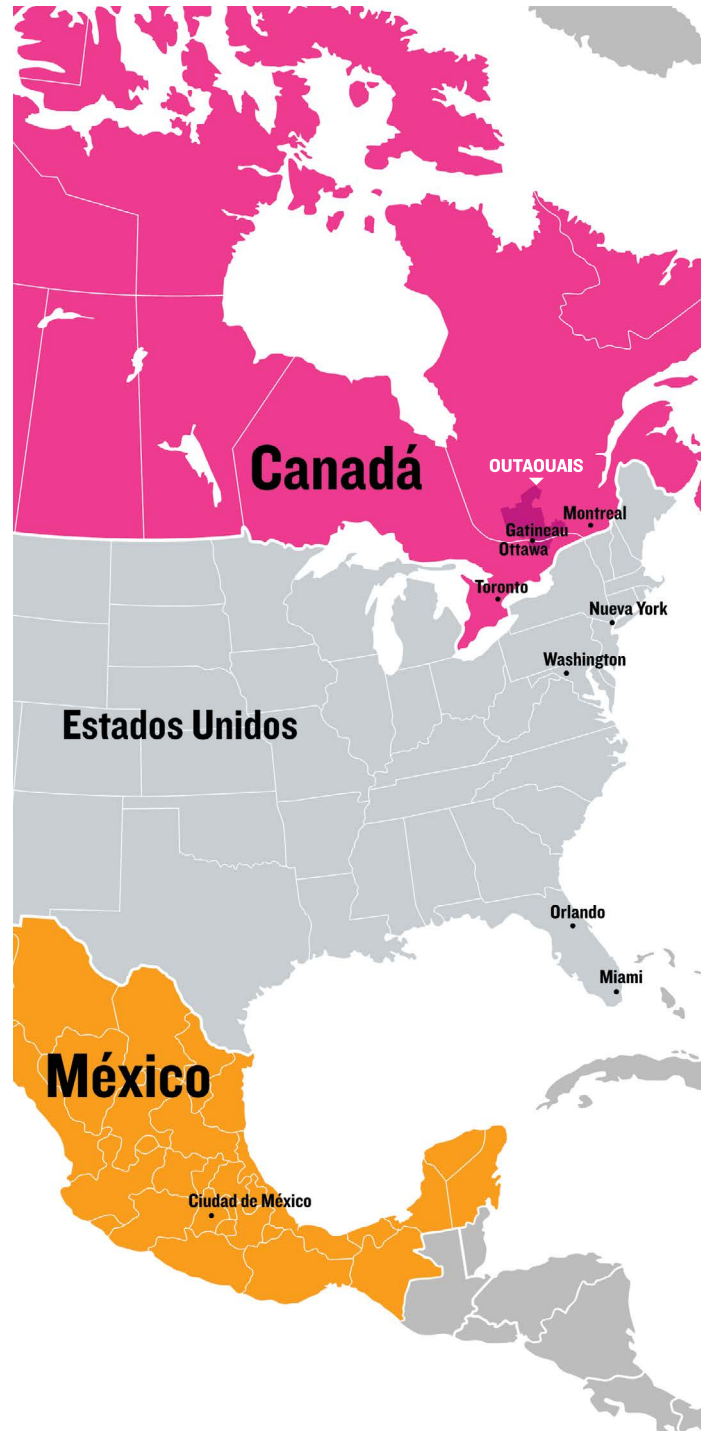 OUTAOUAIS
Canadá
Montreal
Gatineau
Ottawa
Toronto
Nueva York
Washington
Estados Unidos
Orlando
Miami
México
Ciudad de México